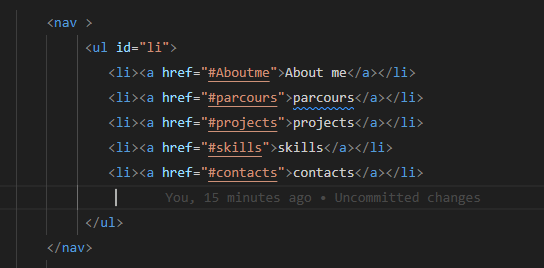 <nav >
<ul id="li">
<li><a href="#Aboutme">About me</a></li>
<li><a href="#parcours">parcours</a></li>
<li><a href="#projects">projects</a></li>
<li><a href="#skills">skills</a></li>
<li><a href="#contacts">contacts</a></li>
You, 15 minutes ago • Uncommitted changes
</ul>
</nav>